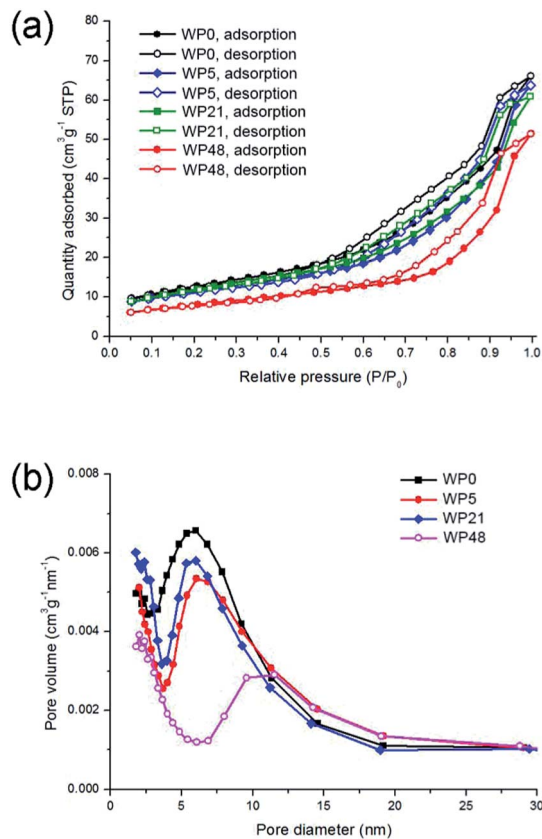 (a)
80
70
60
50
40
30
20
10
0
Quantity adsorbed (cm³g⁻¹ STP)
WP0, adsorption
WP0, desorption
WP5, adsorption
WP5, desorption
WP21, adsorption
WP21, desorption
WP48, adsorption
WP48, desorption
0.0 0.1 0.2 0.3 0.4 0.5 0.6 0.7 0.8 0.9 1.0
Relative pressure (P/P₀)
(b)
0.008
0.006
0.004
0.002
0.000
Pore volume (cm³g⁻¹nm⁻¹)
WP0
WP5
WP21
WP48
0 5 10 15 20 25 30
Pore diameter (nm)